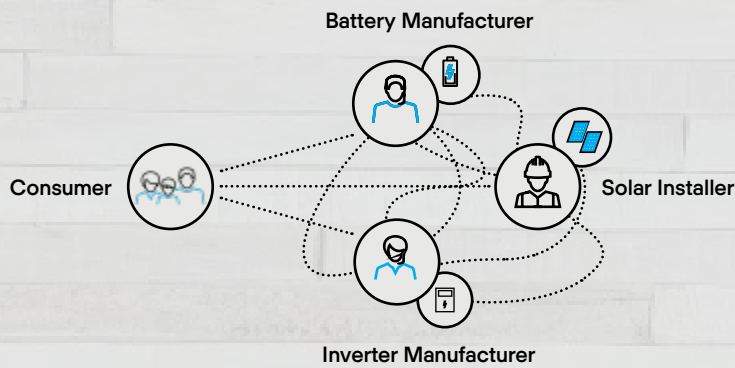 Battery Manufacturer
Consumer
Solar Installer
Inverter Manufacturer